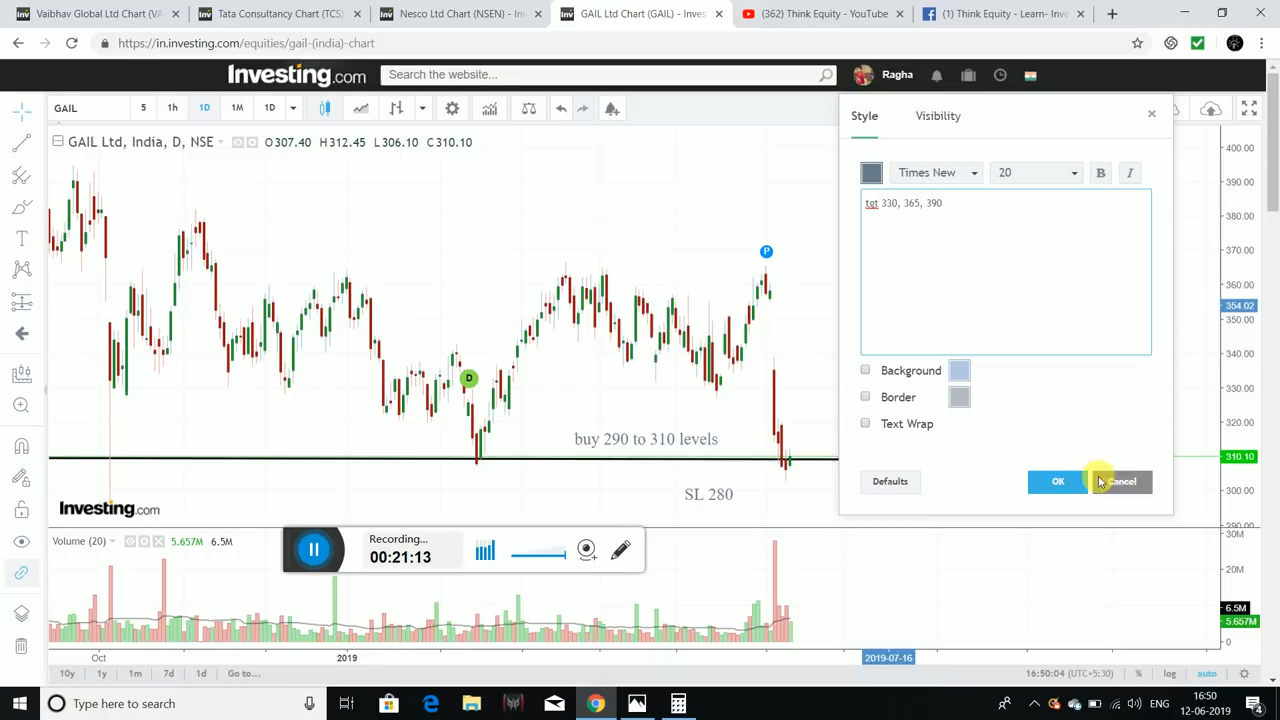 Vaibhav Global Ltd Chart (VA
Tata Consultancy Chart (TCS)
Nesco Ltd Chart (NSEN) - Inv
GAIL Ltd Chart (GAIL) - Inves
(362) Think Equity - YouTube
(1) Think Equity - Learn- Inve
https://in.investing.com/equities/gail-(india)-chart
Investing.com
Search the website...
Ragha
GAIL
5
1h
1D
1M
1D
GAIL Ltd, India, D, NSE
O307.40 H312.45 L306.10 C310.10
Style
Visibility
Times New
20
B
I
tgt 330, 365, 390
Background
Border
Text Wrap
Defaults
OK
Cancel
400.00
390.00
380.00
370.00
360.00
354.02
350.00
340.00
330.00
320.00
310.10
300.00
290.00
P
D
buy 290 to 310 levels
SL 280
Investing.com
Recording...
00:21:13
Volume (20)
5.657M
6.5M
30M
20M
6.5M
5.657M
0
Oct
2019
2019-07-16
10y
1y
1m
7d
1d
Go to...
16:50:04 (UTC+5:30)
%
log
auto
Type here to search
ENG
16:50
12-06-2019
4